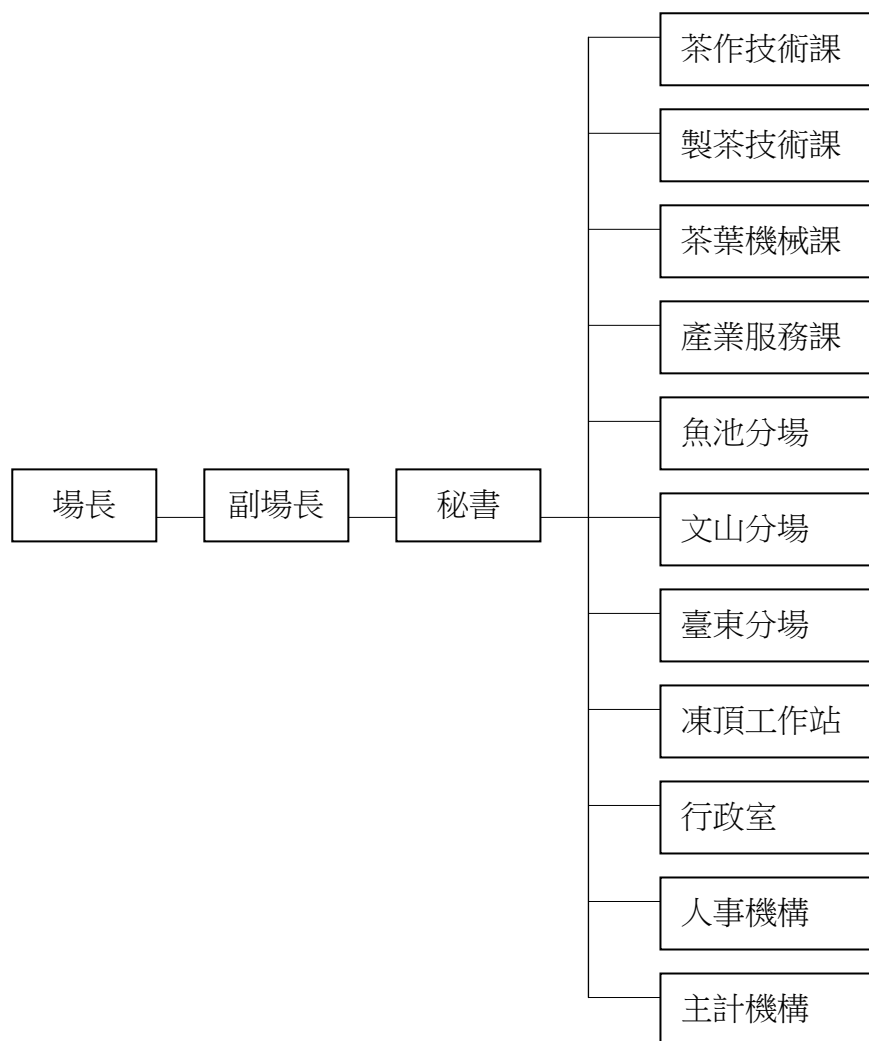 場長
副場長
秘書
茶作技術課
製茶技術課
茶葉機械課
產業服務課
魚池分場
文山分場
臺東分場
凍頂工作站
行政室
人事機構
主計機構